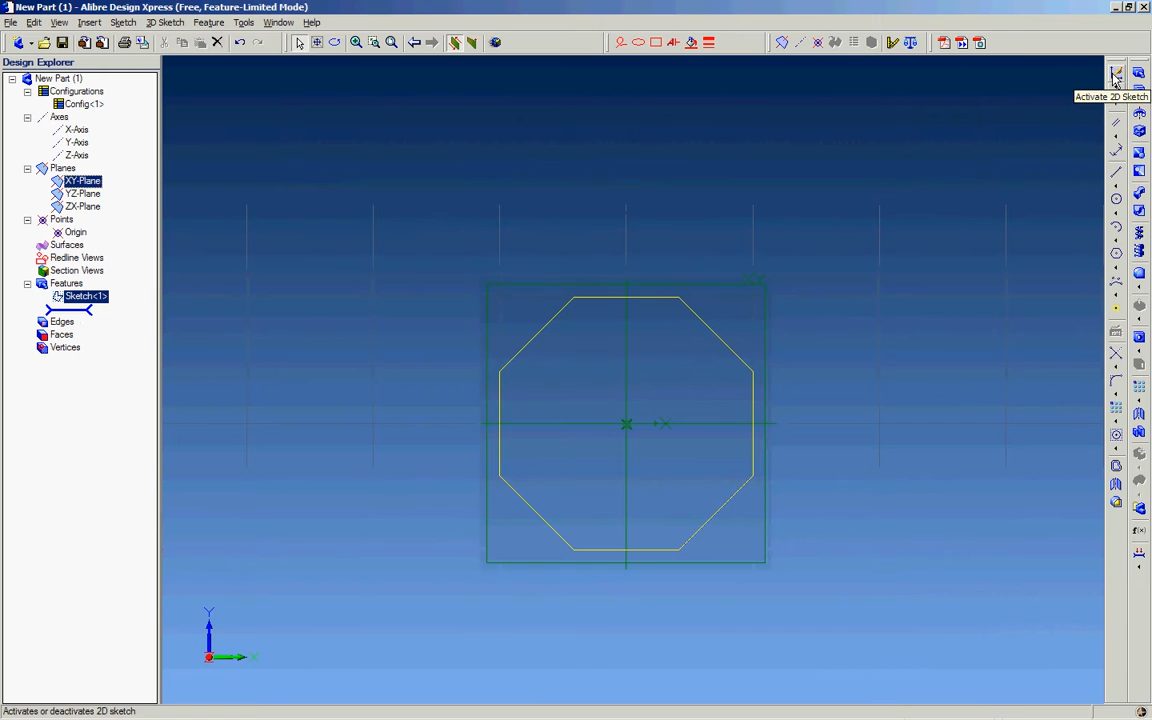 New Part (1) - Alibre Design Xpress (Free, Feature-Limited Mode)
File Edit View Insert Sketch 3D Sketch Feature Tools Window Help
Design Explorer
New Part (1)
Configurations
Config<1>
Axes
X-Axis
Y-Axis
Z-Axis
Planes
XY-Plane
YZ-Plane
ZX-Plane
Points
Origin
Surfaces
Redline Views
Section Views
Features
Sketch<1>
Edges
Faces
Vertices
Activate 2D Sketch
f(x)
X
Y
X
Activates or deactivates 2D sketch